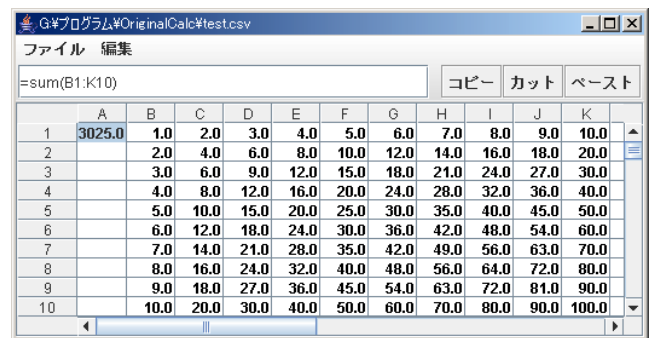 G:¥プログラム¥OriginalCalc¥test.csv
ファイル 編集
=sum(B1:K10) コピー カット ペースト
A B C D E F G H I J K
1 3025.0 1.0 2.0 3.0 4.0 5.0 6.0 7.0 8.0 9.0 10.0
2 2.0 4.0 6.0 8.0 10.0 12.0 14.0 16.0 18.0 20.0
3 3.0 6.0 9.0 12.0 15.0 18.0 21.0 24.0 27.0 30.0
4 4.0 8.0 12.0 16.0 20.0 24.0 28.0 32.0 36.0 40.0
5 5.0 10.0 15.0 20.0 25.0 30.0 35.0 40.0 45.0 50.0
6 6.0 12.0 18.0 24.0 30.0 36.0 42.0 48.0 54.0 60.0
7 7.0 14.0 21.0 28.0 35.0 42.0 49.0 56.0 63.0 70.0
8 8.0 16.0 24.0 32.0 40.0 48.0 56.0 64.0 72.0 80.0
9 9.0 18.0 27.0 36.0 45.0 54.0 63.0 72.0 81.0 90.0
10 10.0 20.0 30.0 40.0 50.0 60.0 70.0 80.0 90.0 100.0